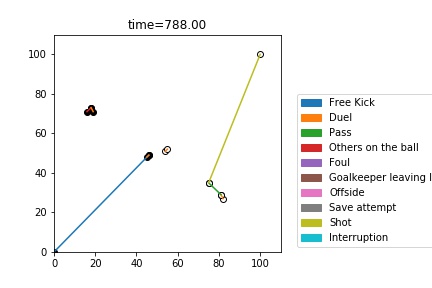 time=788.00
100
80
60
40
20
0
0
20
40
60
80
100
Free Kick
Duel
Pass
Others on the ball
Foul
Goalkeeper leaving l
Offside
Save attempt
Shot
Interruption